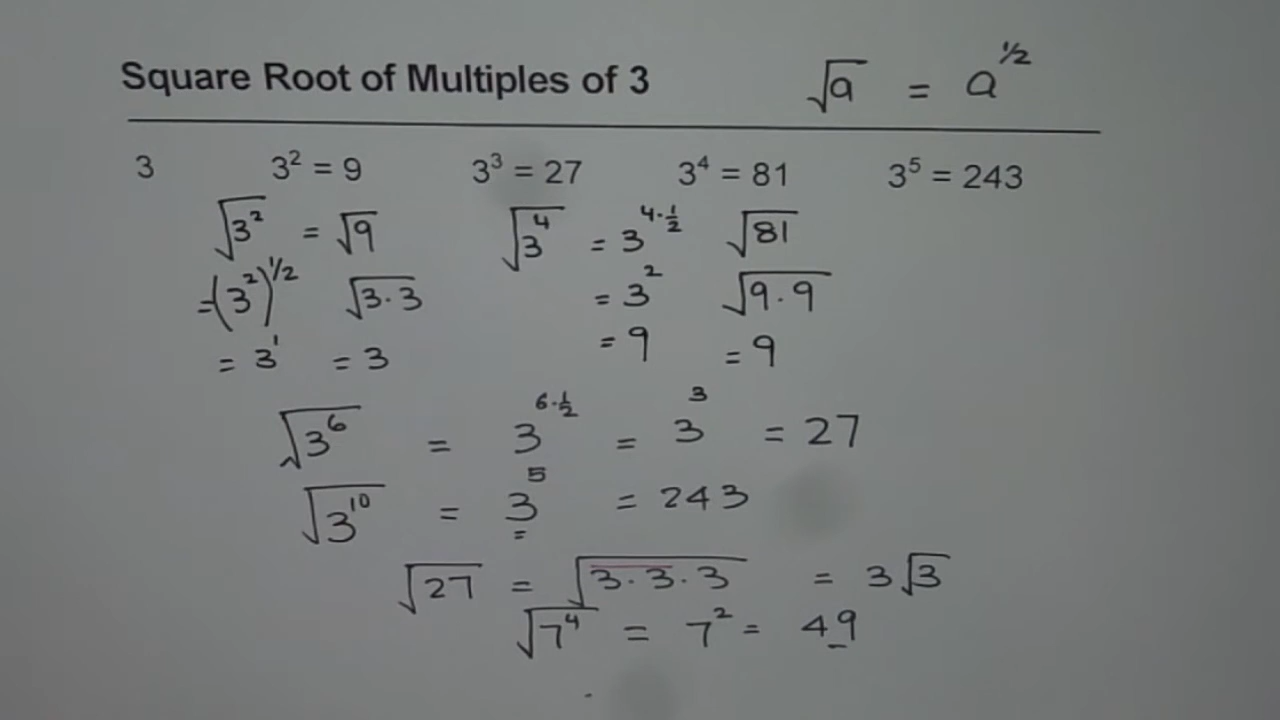 Square Root of Multiples of 3 √a = a^½
3 3² = 9 3³ = 27 3⁴ = 81 3⁵ = 243
√3² = √9 √3⁴ = 3^(4·½) √81
=(3²)^1/2 √3·3 = 3² √9·9
= 3¹ = 3 = 9 = 9
√3⁶ = 3^(6·½) = 3³ = 27
√3¹⁰ = 3⁵ = 243
√27 = √3·3·3 = 3√3
√7⁴ = 7² = 49